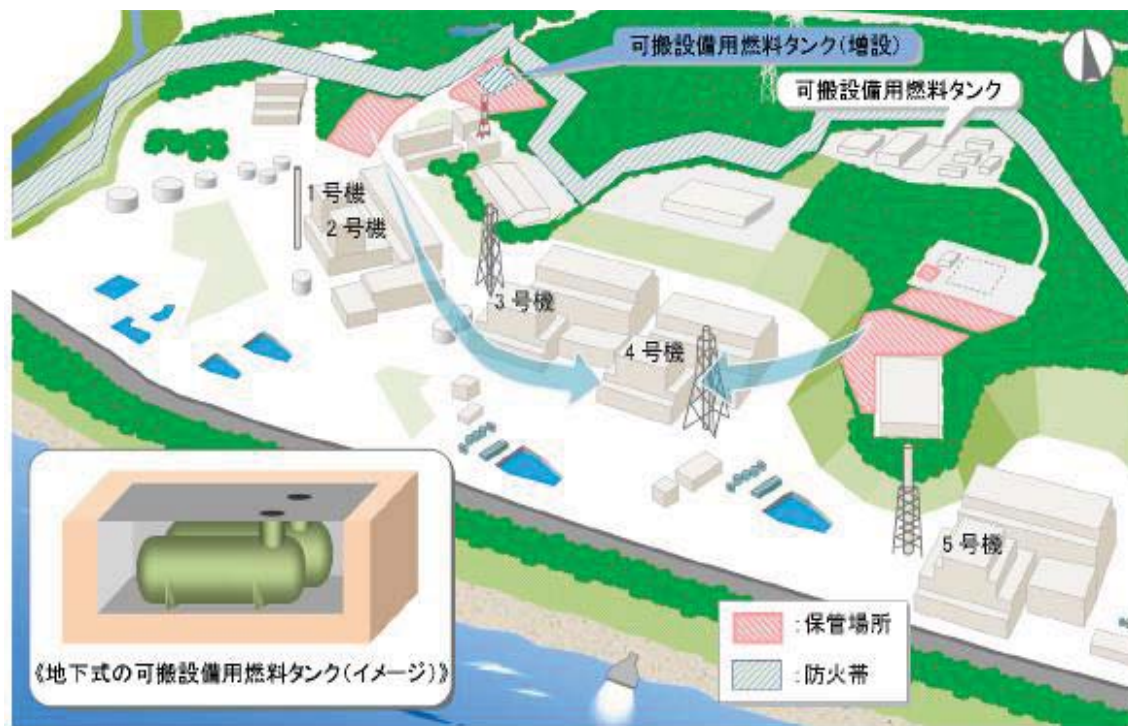 可搬設備用燃料タンク(増設)
可搬設備用燃料タンク
1号機
2号機
3号機
4号機
5号機
:保管場所
:防火帯
《地下式の可搬設備用燃料タンク(イメージ)》